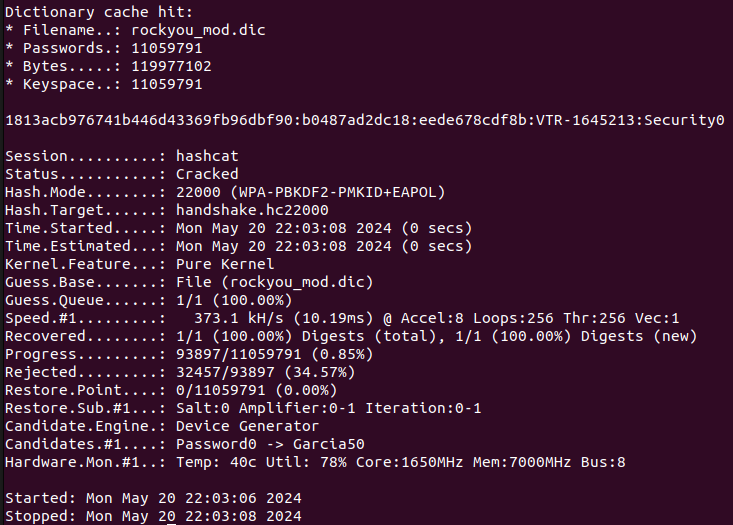 Dictionary cache hit:
* Filename..: rockyou_mod.dic
* Passwords.: 11059791
* Bytes.....: 119977102
* Keyspace..: 11059791

1813acb976741b446d43369fb96dbf90:b0487ad2dc18:eede678cdf8b:VTR-1645213:Security0

Session..........: hashcat
Status...........: Cracked
Hash.Mode........: 22000 (WPA-PBKDF2-PMKID+EAPOL)
Hash.Target......: handshake.hc22000
Time.Started.....: Mon May 20 22:03:08 2024 (0 secs)
Time.Estimated...: Mon May 20 22:03:08 2024 (0 secs)
Kernel.Feature...: Pure Kernel
Guess.Base.......: File (rockyou_mod.dic)
Guess.Queue......: 1/1 (100.00%)
Speed.#1.........:   373.1 kH/s (10.19ms) @ Accel:8 Loops:256 Thr:256 Vec:1
Recovered........: 1/1 (100.00%) Digests (total), 1/1 (100.00%) Digests (new)
Progress.........: 93897/11059791 (0.85%)
Rejected.........: 32457/93897 (34.57%)
Restore.Point....: 0/11059791 (0.00%)
Restore.Sub.#1...: Salt:0 Amplifier:0-1 Iteration:0-1
Candidate.Engine.: Device Generator
Candidates.#1....: Password0 -> Garcia50
Hardware.Mon.#1..: Temp: 40c Util: 78% Core:1650MHz Mem:7000MHz Bus:8

Started: Mon May 20 22:03:06 2024
Stopped: Mon May 20 22:03:08 2024